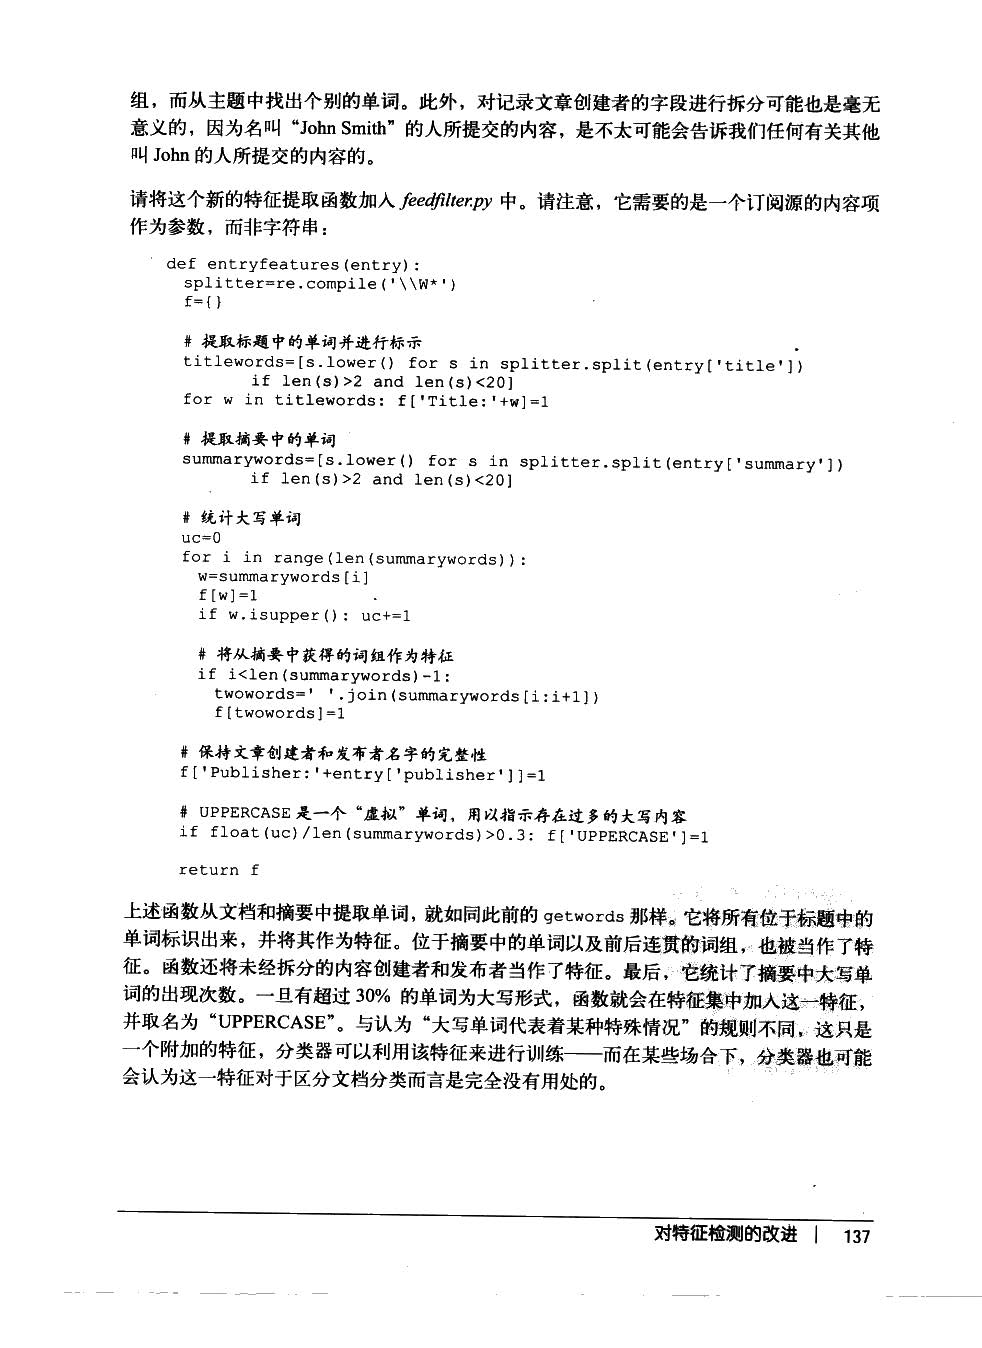 组，而从主题中找出个别的单词。此外，对记录文章创建者的字段进行拆分可能也是毫无
意义的，因为名叫“John Smith”的人所提交的内容，是不太可能会告诉我们任何有关其他
叫 John 的人所提交的内容的。
请将这个新的特征提取函数加入 feedfilter.py 中。请注意，它需要的是一个订阅源的内容项
作为参数，而非字符串：
def entryfeatures(entry):
splitter=re.compile('\\W*')
f={}
# 提取标题中的单词并进行标示
titlewords=[s.lower() for s in splitter.split(entry['title'])
if len(s)>2 and len(s)<20]
for w in titlewords: f['Title:'+w]=1
# 提取摘要中的单词
summarywords=[s.lower() for s in splitter.split(entry['summary'])
if len(s)>2 and len(s)<20]
# 统计大写单词
uc=0
for i in range(len(summarywords)):
w=summarywords[i]
f[w]=1
if w.isupper(): uc+=1
# 将从摘要中获得的词组作为特征
if i<len(summarywords)-1:
twowords=' '.join(summarywords[i:i+1])
f[twowords]=1
# 保持文章创建者和发布者名字的完整性
f['Publisher:'+entry['publisher']]=1
# UPPERCASE 是一个“虚拟”单词，用以指示存在过多的大写内容
if float(uc)/len(summarywords)>0.3: f['UPPERCASE']=1
return f
上述函数从文档和摘要中提取单词，就如同此前的 getwords 那样。它将所有位于标题中的
单词标识出来，并将其作为特征。位于摘要中的单词以及前后连贯的词组，也被当作了特
征。函数还将未经拆分的内容创建者和发布者当作了特征。最后，它统计了摘要中大写单
词的出现次数。一旦有超过 30% 的单词为大写形式，函数就会在特征集中加入这一特征，
并取名为“UPPERCASE”。与认为“大写单词代表着某种特殊情况”的规则不同，这只是
一个附加的特征，分类器可以利用该特征来进行训练——而在某些场合下，分类器也可能
会认为这一特征对于区分文档分类而言是完全没有用处的。
对特征检测的改进 | 137